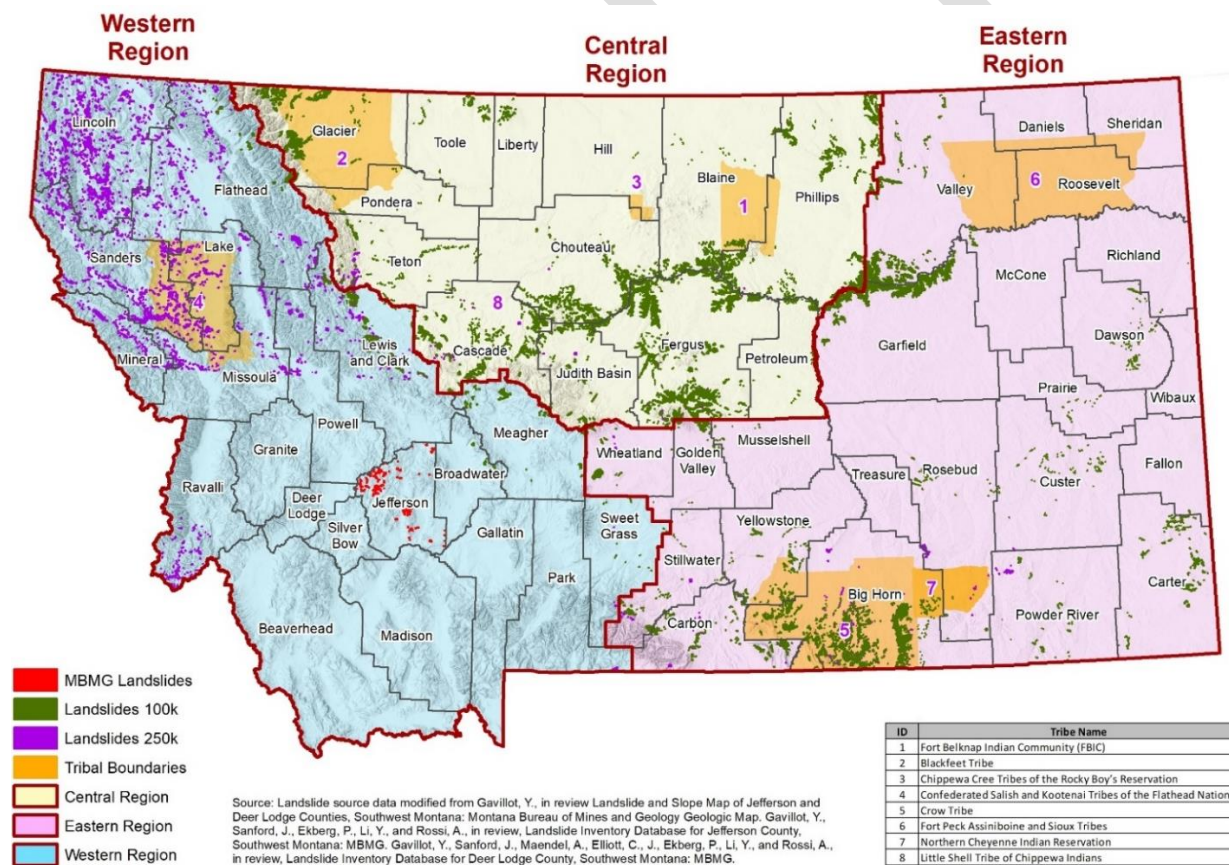 Western
Region
Central
Region
Eastern
Region
Lincoln
Flathead
Glacier
2
Toole
Liberty
Hill
3
Blaine
1
Phillips
Daniels
Sheridan
Valley
6
Roosevelt
Pondera
Sanders
Lake
4
Teton
Chouteau
McCone
Richland
8
Mineral
Missoula
Lewis
and Clark
Cascade
Judith Basin
Fergus
Petroleum
Garfield
Dawson
Prairie
Wibaux
Powell
Granite
Ravalli
Meagher
Broadwater
Jefferson
Deer
Lodge
Silver
Bow
Wheatland
Golden
Valley
Musselshell
Treasure
Rosebud
Custer
Fallon
Gallatin
Sweet
Grass
Park
Stillwater
Yellowstone
Big Horn
5
7
Carbon
Powder River
Carter
Beaverhead
Madison
MBMG Landslides
Landslides 100k
Landslides 250k
Tribal Boundaries
Central Region
Eastern Region
Western Region
Source: Landslide source data modified from Gavillot, Y., in review Landslide and Slope Map of Jefferson and
Deer Lodge Counties, Southwest Montana: Montana Bureau of Mines and Geology Geologic Map. Gavillot, Y.,
Sanford, J., Ekberg, P., Li, Y., and Rossi, A., in review, Landslide Inventory Database for Jefferson County,
Southwest Montana: MBMG. Gavillot, Y., Sanford, J., Maendel, A., Elliott, C., J., Ekberg, P., Li, Y., and Rossi, A.,
in review, Landslide Inventory Database for Deer Lodge County, Southwest Montana: MBMG.
ID Tribe Name
1 Fort Belknap Indian Community (FBIC)
2 Blackfeet Tribe
3 Chippewa Cree Tribes of the Rocky Boy's Reservation
4 Confederated Salish and Kootenai Tribes of the Flathead Nation
5 Crow Tribe
6 Fort Peck Assiniboine and Sioux Tribes
7 Northern Cheyenne Indian Reservation
8 Little Shell Tribe of Chippewa Indians